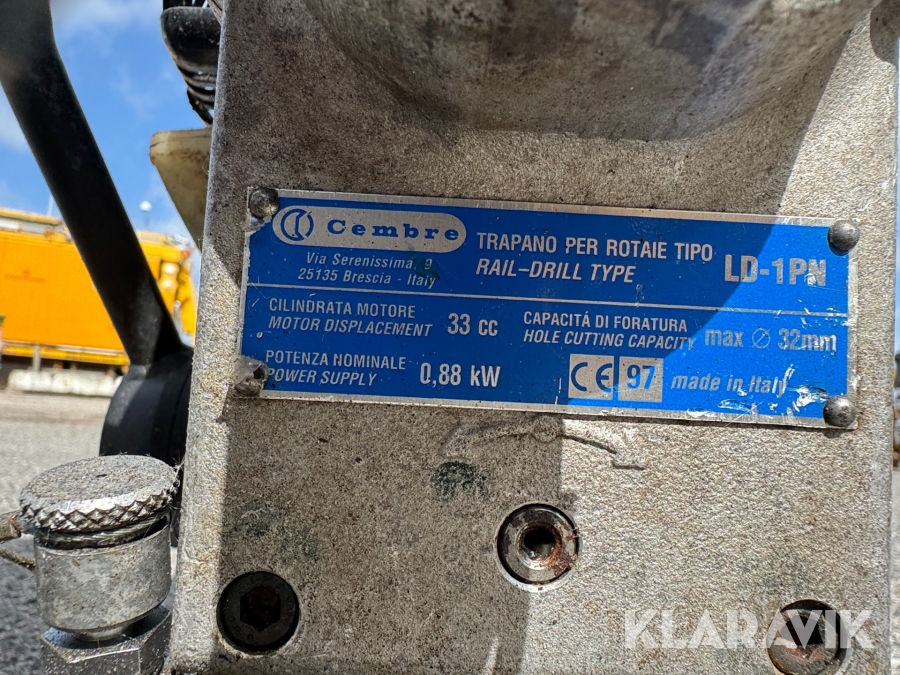 Cembre
Via Serenissima, 9
25135 Brescia - Italy
TRAPANO PER ROTAIE TIPO
RAIL-DRILL TYPE
LD-1PN
CILINDRATA MOTORE
MOTOR DISPLACEMENT
33 cc
CAPACITÁ DI FORATURA
HOLE CUTTING CAPACITY
max ∅ 32mm
POTENZA NOMINALE
POWER SUPPLY
0,88 kW
CE 97
made in Italy
KLARAVIK